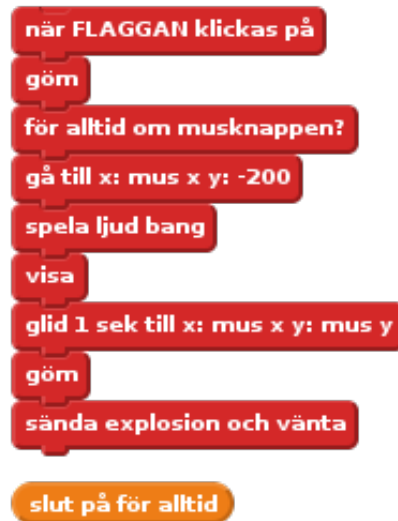 när FLAGGAN klickas på
göm
för alltid om musknappen?
gå till x: mus x y: -200
spela ljud bang
visa
glid 1 sek till x: mus x y: mus y
göm
sända explosion och vänta
slut på för alltid